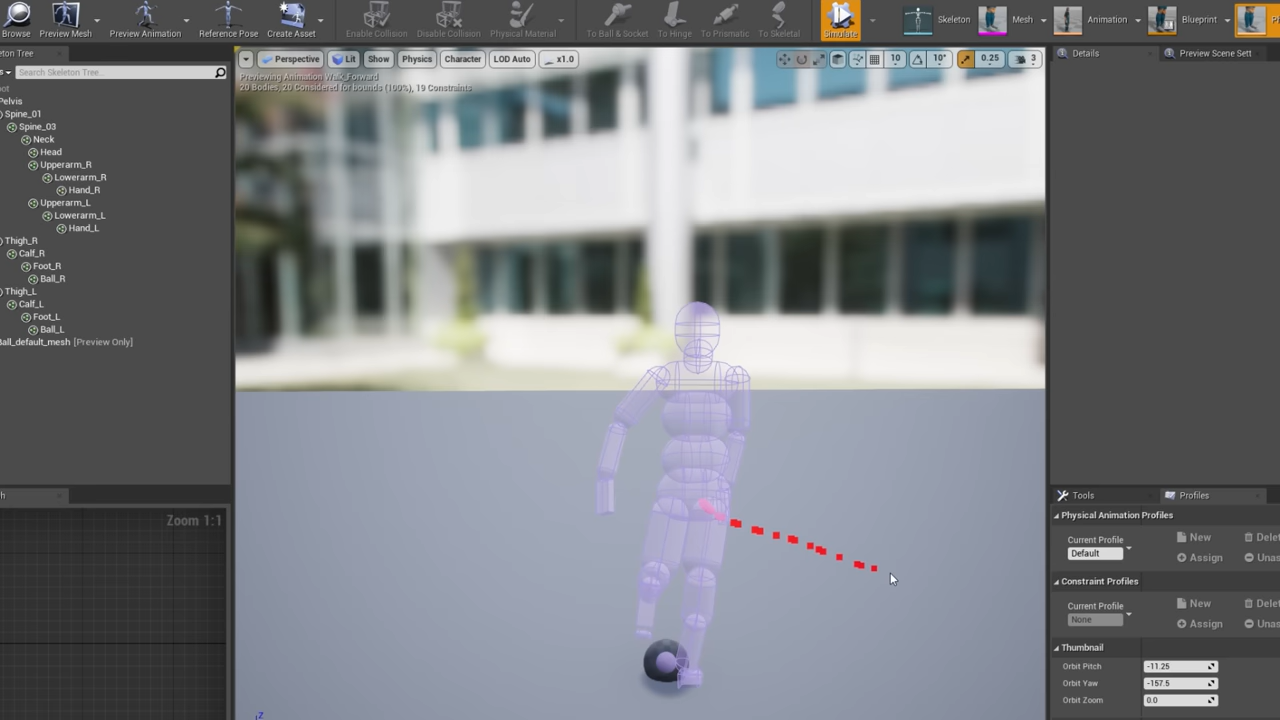 Browse Preview Mesh Preview Animation Reference Pose Create Asset Enable Collision Disable Collision Physical Material To Ball & Socket To Hinge To Prismatic To Skeletal Simulate Skeleton Mesh Animation Blueprint
Details Preview Scene Sett
Search Skeleton Tree...
Perspective Lit Show Physics Character LOD Auto x1.0 10 10° 0.25 3
Previewing Animation Walk_Forward
20 Bodies, 20 Considered for bounds (100%), 19 Constraints
Pelvis
Spine_01
Spine_03
Neck
Head
Upperarm_R
Lowerarm_R
Hand_R
Upperarm_L
Lowerarm_L
Hand_L
Thigh_R
Calf_R
Foot_R
Ball_R
Thigh_L
Calf_L
Foot_L
Ball_L
Ball_default_mesh [Preview Only]
Zoom 1:1
Tools Profiles
Physical Animation Profiles
Current Profile New Delet
Default Assign Unas
Constraint Profiles
Current Profile New Delet
None Assign Unas
Thumbnail
Orbit Pitch -11.25
Orbit Yaw -157.5
Orbit Zoom 0.0
Z